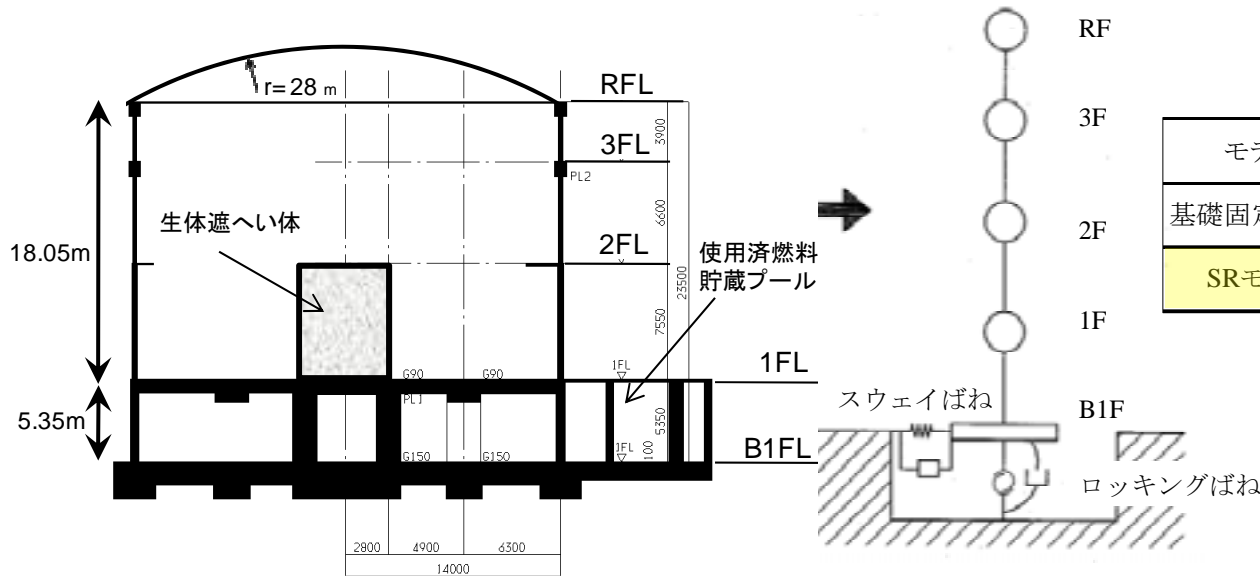 r=28 m
RFL
3FL
2FL
1FL
B1FL
3900
6600
7550
5350
100
23500
PL2
生体遮へい体
使用済燃料
貯蔵プール
18.05m
5.35m
G90
G90
PL1
1FL
G150
G150
1FL
2800
4900
6300
14000
RF
3F
2F
1F
B1F
スウェイばね
ロッキングばね
モデ
基礎固定
SRモ